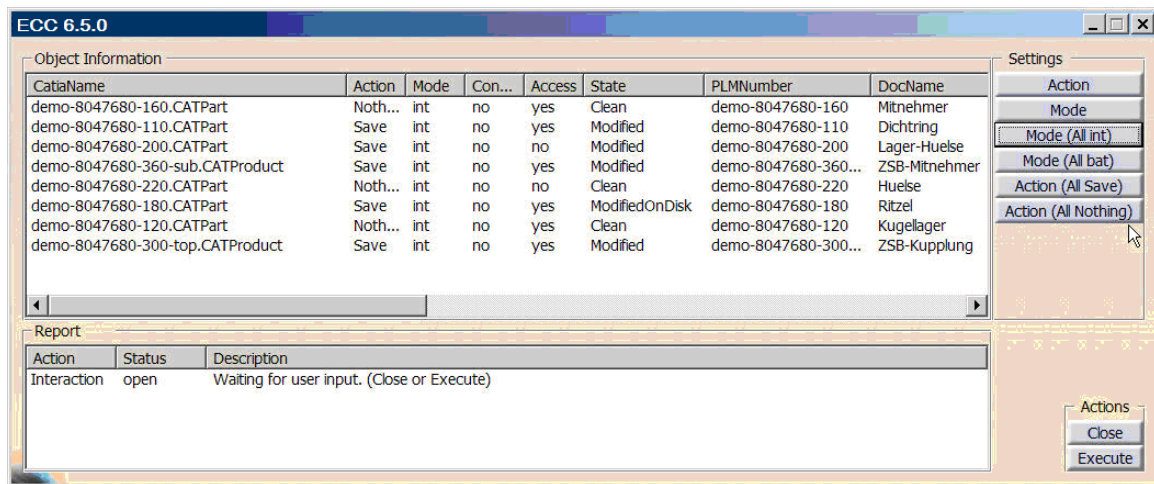 ECC 6.5.0
Object Information
Settings
CatiaName Action Mode Con... Access State PLMNumber DocName
demo-8047680-160.CATPart Noth... int no yes Clean demo-8047680-160 Mitnehmer
demo-8047680-110.CATPart Save int no yes Modified demo-8047680-110 Dichtring
demo-8047680-200.CATPart Save int no no Modified demo-8047680-200 Lager-Huelse
demo-8047680-360-sub.CATProduct Save int no yes Modified demo-8047680-360... ZSB-Mitnehmer
demo-8047680-220.CATPart Noth... int no no Clean demo-8047680-220 Huelse
demo-8047680-180.CATPart Save int no yes ModifiedOnDisk demo-8047680-180 Ritzel
demo-8047680-120.CATPart Noth... int no yes Clean demo-8047680-120 Kugellager
demo-8047680-300-top.CATProduct Save int no yes Modified demo-8047680-300... ZSB-Kupplung
Action
Mode
Mode (All int)
Mode (All bat)
Action (All Save)
Action (All Nothing)
Report
Action Status Description
Interaction open Waiting for user input. (Close or Execute)
Actions
Close
Execute